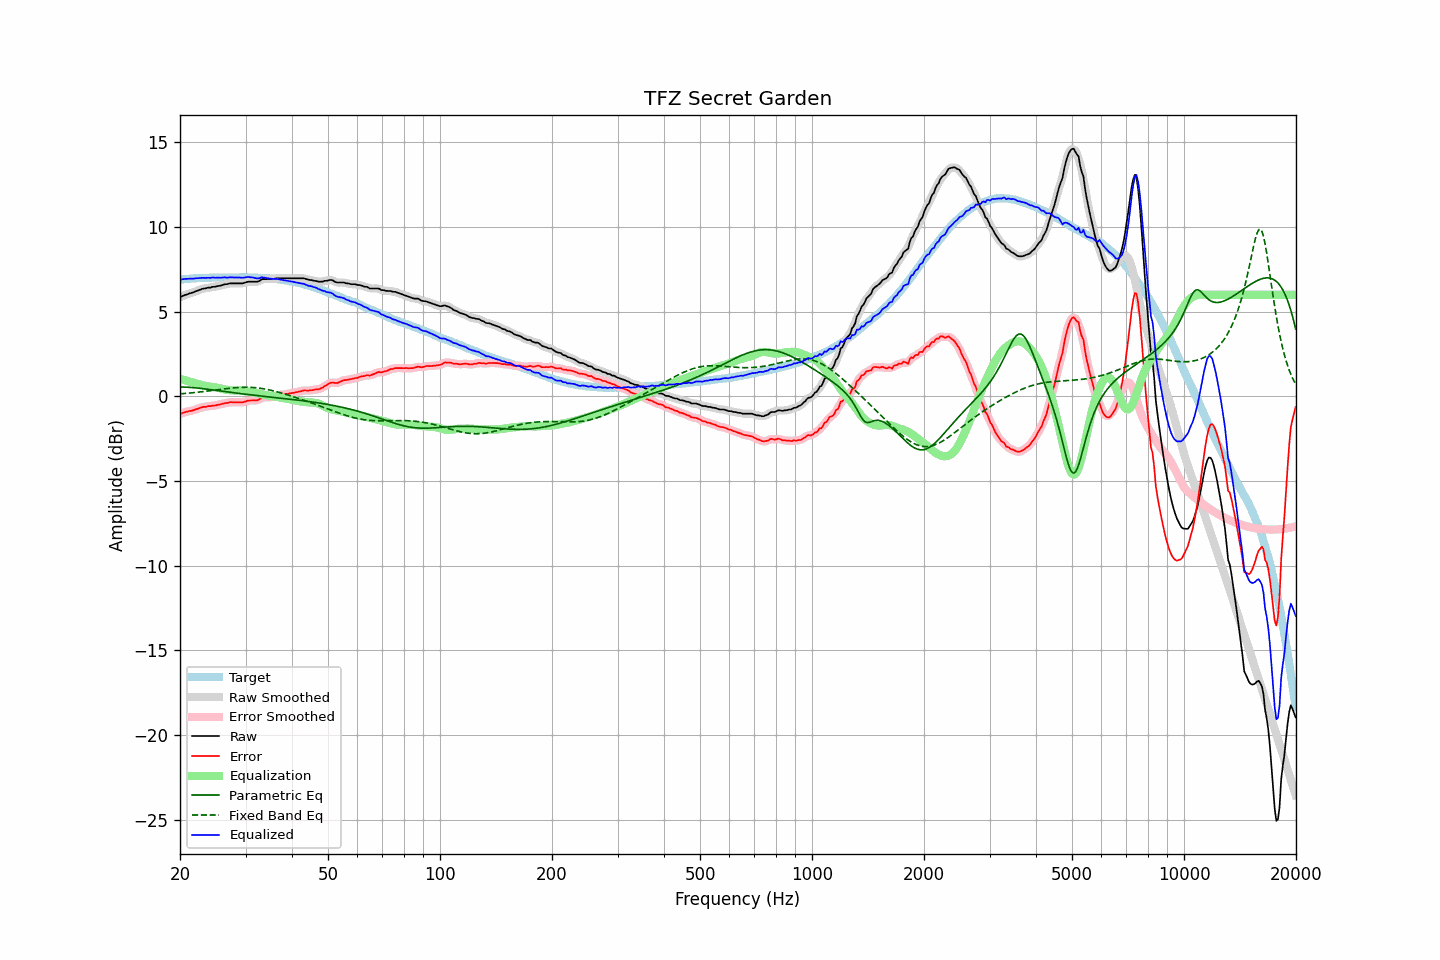 TFZ Secret Garden
15
10
5
0
−5
−10
−15
−20
−25
Amplitude (dBr)
Target
Raw Smoothed
Error Smoothed
Raw
Error
Equalization
Parametric Eq
Fixed Band Eq
Equalized
20 50 100 200 500 1000 2000 5000 10000 20000
Frequency (Hz)